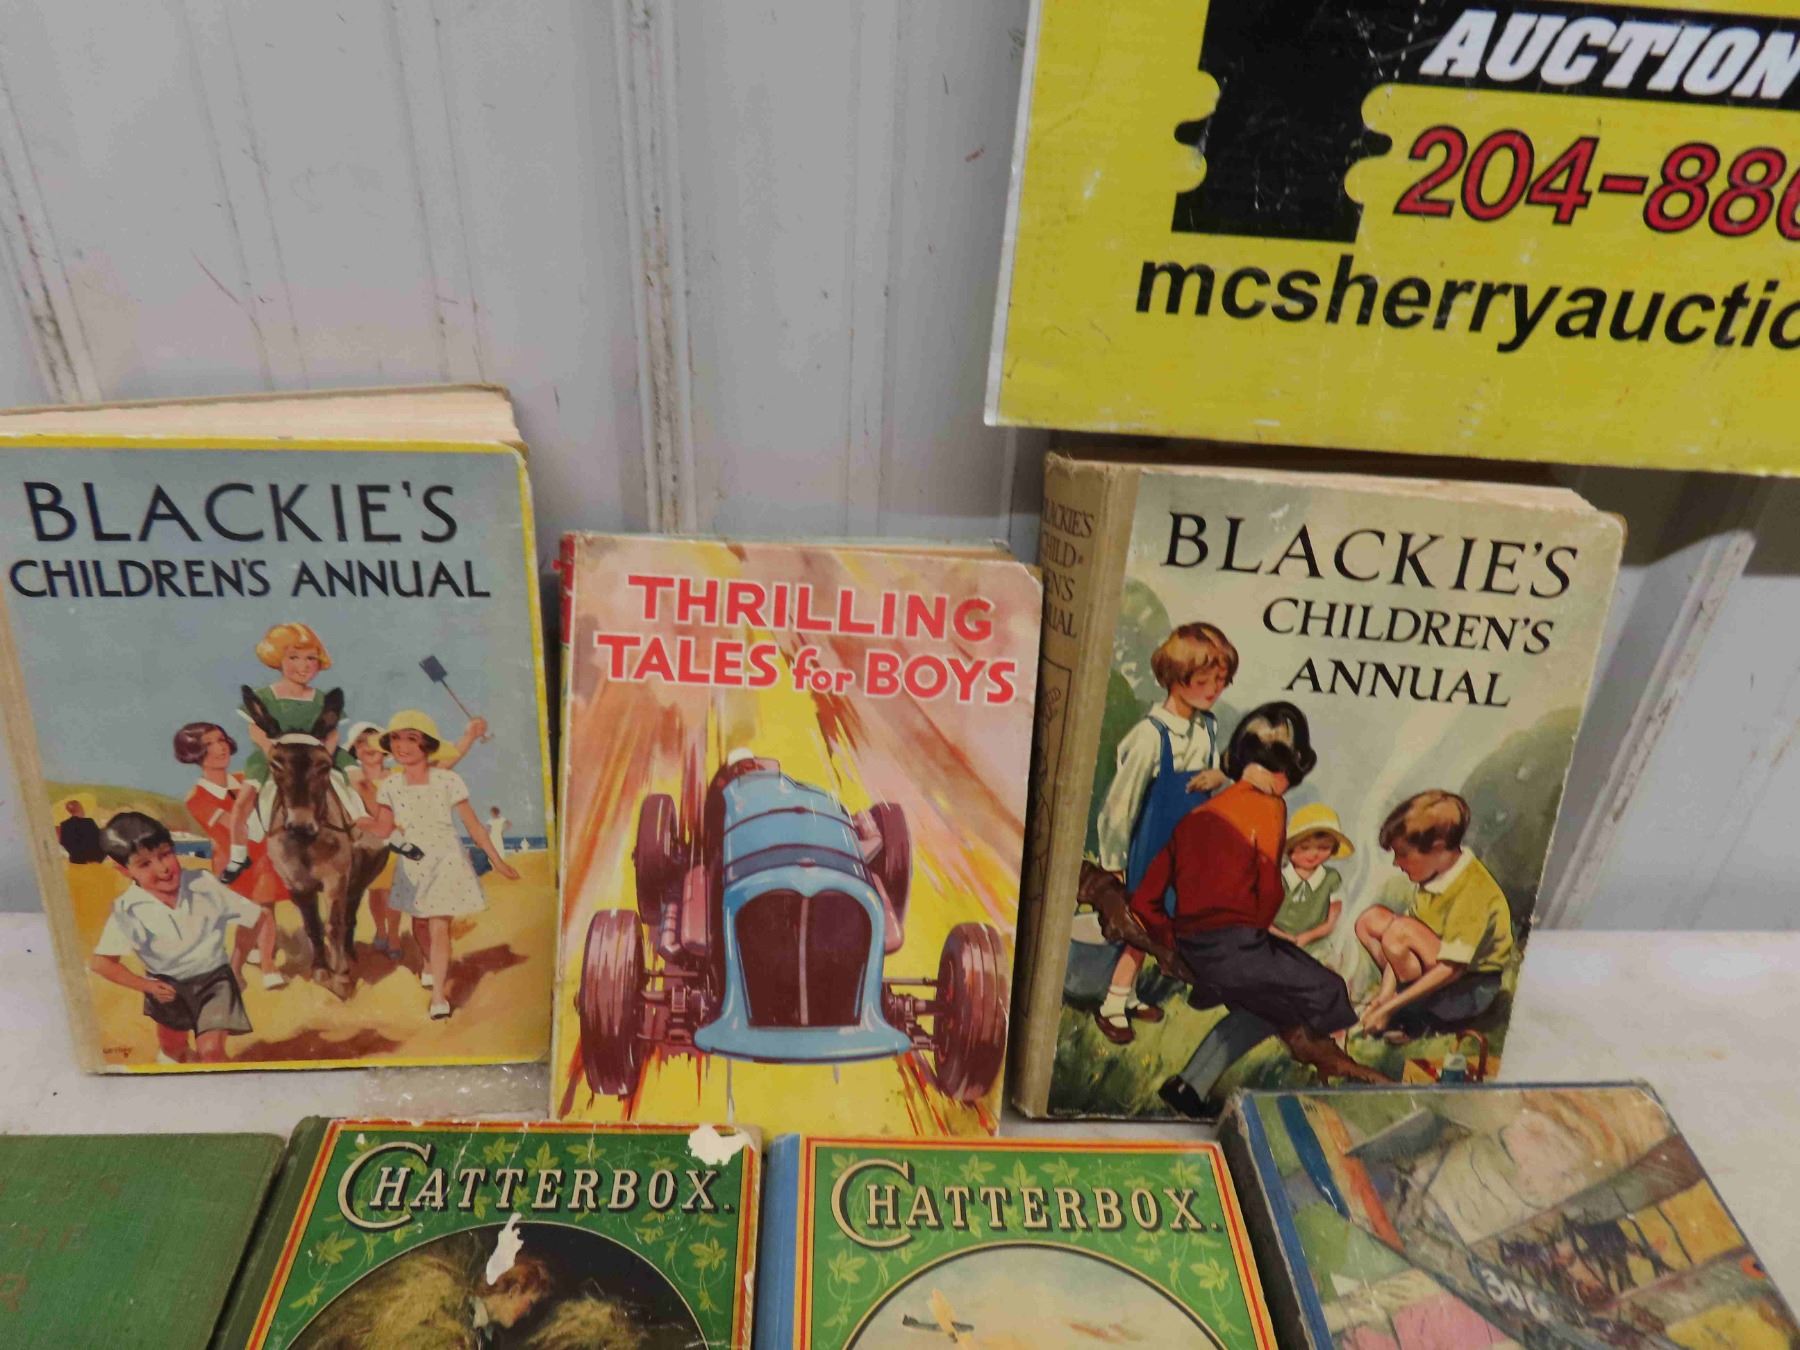 AUCTION
204-886
mcsherryauctio
BLACKIE'S
CHILDREN'S ANNUAL
THRILLING
TALES for BOYS
BLACKIE'S
CHILDREN'S
ANNUAL
CHATTERBOX.
CHATTERBOX.